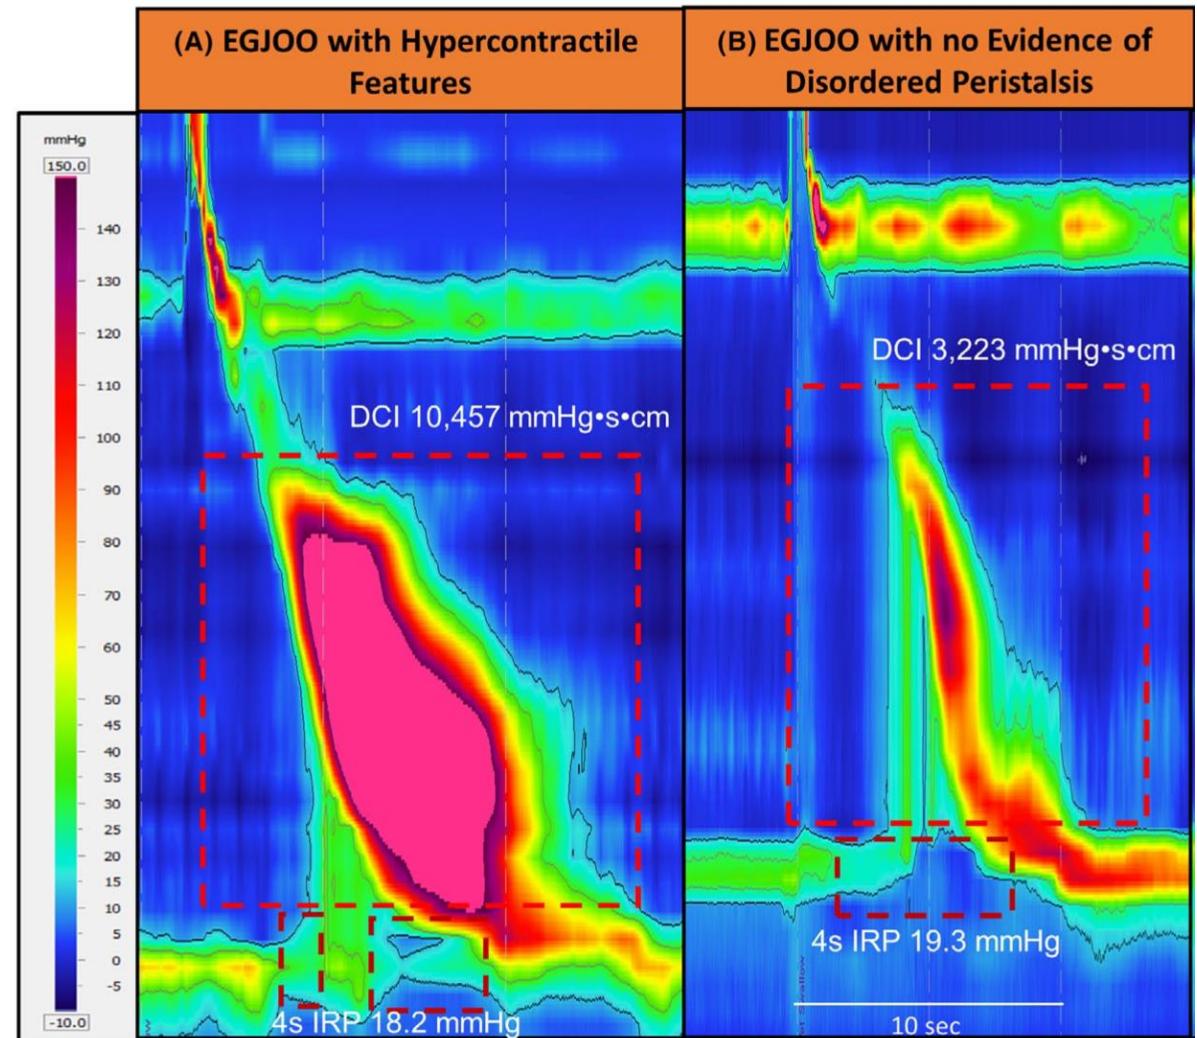 (A) EGJOO with Hypercontractile
Features
(B) EGJOO with no Evidence of
Disordered Peristalsis
mmHg
150.0
140
130
120
110
100
90
80
70
60
50
45
40
35
30
25
20
15
10
5
0
-5
-10.0
DCI 10,457 mmHg•s•cm
4s IRP 18.2 mmHg
DCI 3,223 mmHg•s•cm
4s IRP 19.3 mmHg
Swallow
10 sec